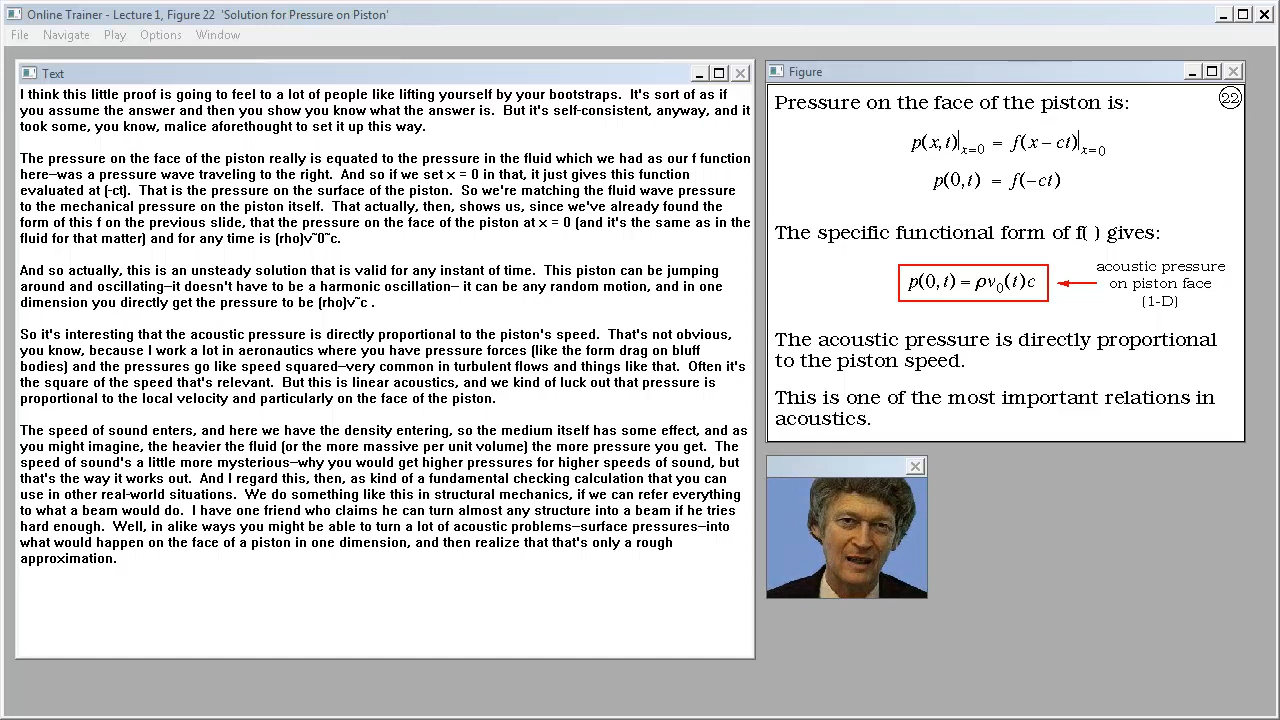 Online Trainer - Lecture 1, Figure 22  'Solution for Pressure on Piston'
File Navigate Play Options Window
Text
I think this little proof is going to feel to a lot of people like lifting yourself by your bootstraps.  It's sort of as if
you assume the answer and then you show you know what the answer is.  But it's self-consistent, anyway, and it
took some, you know, malice aforethought to set it up this way.
The pressure on the face of the piston really is equated to the pressure in the fluid which we had as our f function
here—was a pressure wave traveling to the right.  And so if we set x = 0 in that, it just gives this function
evaluated at (-ct).  That is the pressure on the surface of the piston.  So we're matching the fluid wave pressure
to the mechanical pressure on the piston itself.  That actually, then, shows us, since we've already found the
form of this f on the previous slide, that the pressure on the face of the piston at x = 0 (and it's the same as in the
fluid for that matter) and for any time is (rho)v~0~c.
And so actually, this is an unsteady solution that is valid for any instant of time.  This piston can be jumping
around and oscillating—it doesn't have to be a harmonic oscillation— it can be any random motion, and in one
dimension you directly get the pressure to be (rho)v~c .
So it's interesting that the acoustic pressure is directly proportional to the piston's speed.  That's not obvious,
you know, because I work a lot in aeronautics where you have pressure forces (like the form drag on bluff
bodies) and the pressures go like speed squared—very common in turbulent flows and things like that.  Often it's
the square of the speed that's relevant.  But this is linear acoustics, and we kind of luck out that pressure is
proportional to the local velocity and particularly on the face of the piston.
The speed of sound enters, and here we have the density entering, so the medium itself has some effect, and as
you might imagine, the heavier the fluid (or the more massive per unit volume) the more pressure you get.  The
speed of sound's a little more mysterious—why you would get higher pressures for higher speeds of sound, but
that's the way it works out.  And I regard this, then, as kind of a fundamental checking calculation that you can
use in other real-world situations.  We do something like this in structural mechanics, if we can refer everything
to what a beam would do.  I have one friend who claims he can turn almost any structure into a beam if he tries
hard enough.  Well, in alike ways you might be able to turn a lot of acoustic problems—surface pressures—into
what would happen on the face of a piston in one dimension, and then realize that that's only a rough
approximation.
Figure
Pressure on the face of the piston is:
22
p(x,t)|x=0 = f(x−ct)|x=0
p(0,t) = f(−ct)
The specific functional form of f( ) gives:
p(0,t) = ρv0(t)c
acoustic pressure
on piston face
(1-D)
The acoustic pressure is directly proportional
to the piston speed.
This is one of the most important relations in
acoustics.